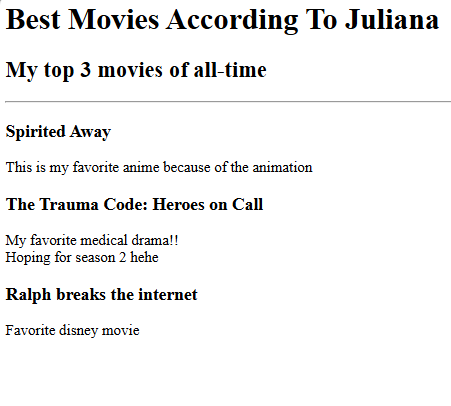 Best Movies According To Juliana
My top 3 movies of all-time
Spirited Away
This is my favorite anime because of the animation
The Trauma Code: Heroes on Call
My favorite medical drama!!
Hoping for season 2 hehe
Ralph breaks the internet
Favorite disney movie